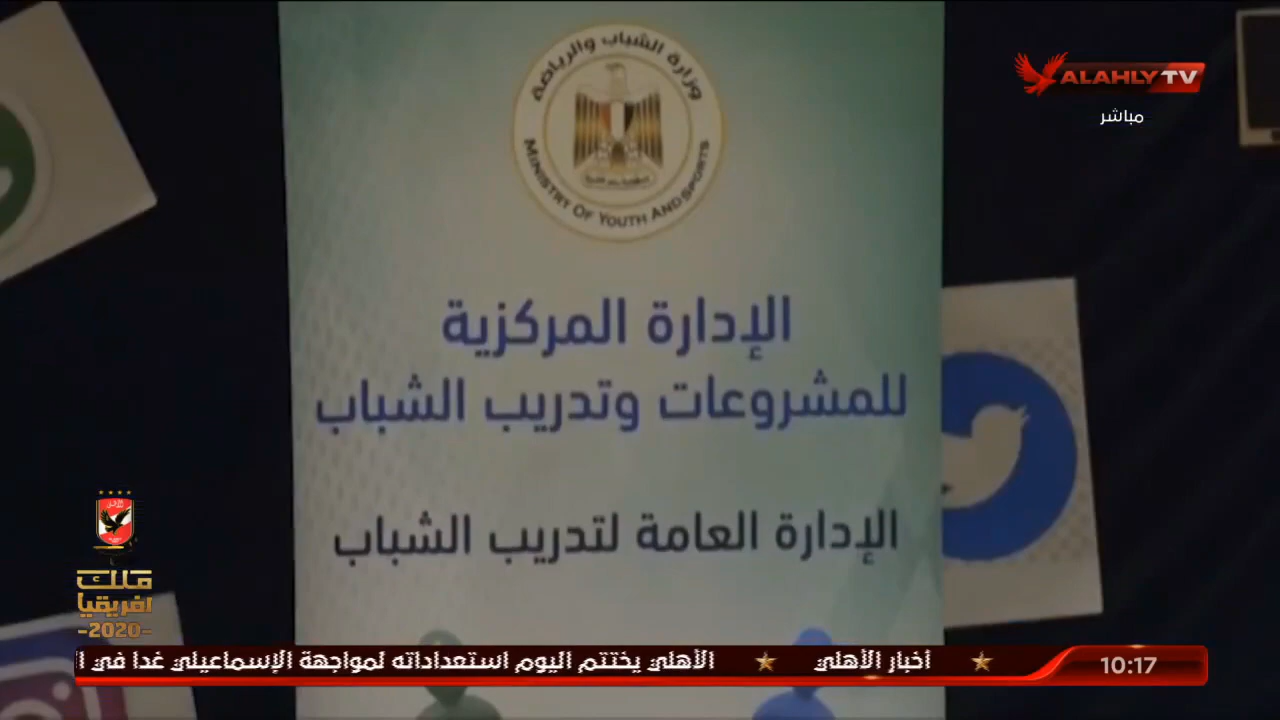 وزارة الشباب والرياضة
MINISTRY OF YOUTH AND SPORTS
ALAHLY TV
مباشر
الإدارة المركزية
للمشروعات وتدريب الشباب
الإدارة العامة لتدريب الشباب
ملك
افريقيا
-2020-
10:17
أخبار الأهلي
الأهلي يختتم اليوم استعداداته لمواجهة الإسماعيلي غدا في ا